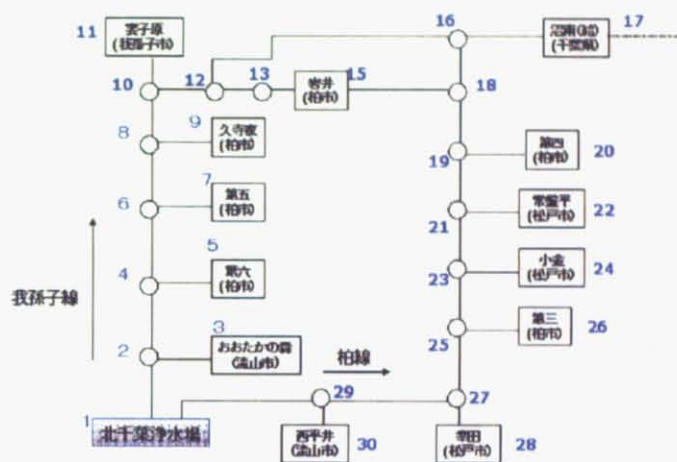 11
妻子原
(我孫子市)
16
沼南(給)
(千葉県)
17
10
12
13
岩井
(柏市)
15
18
8
9
久寺家
(柏市)
19
第四
(柏市)
20
6
7
第五
(柏市)
21
常盤平
(松戸市)
22
4
5
第六
(柏市)
23
小金
(松戸市)
24
我孫子線
2
3
おおたかの森
(流山市)
25
第三
(柏市)
26
柏線
1
北千葉浄水場
29
27
西平井
(流山市)
30
幸田
(松戸市)
28